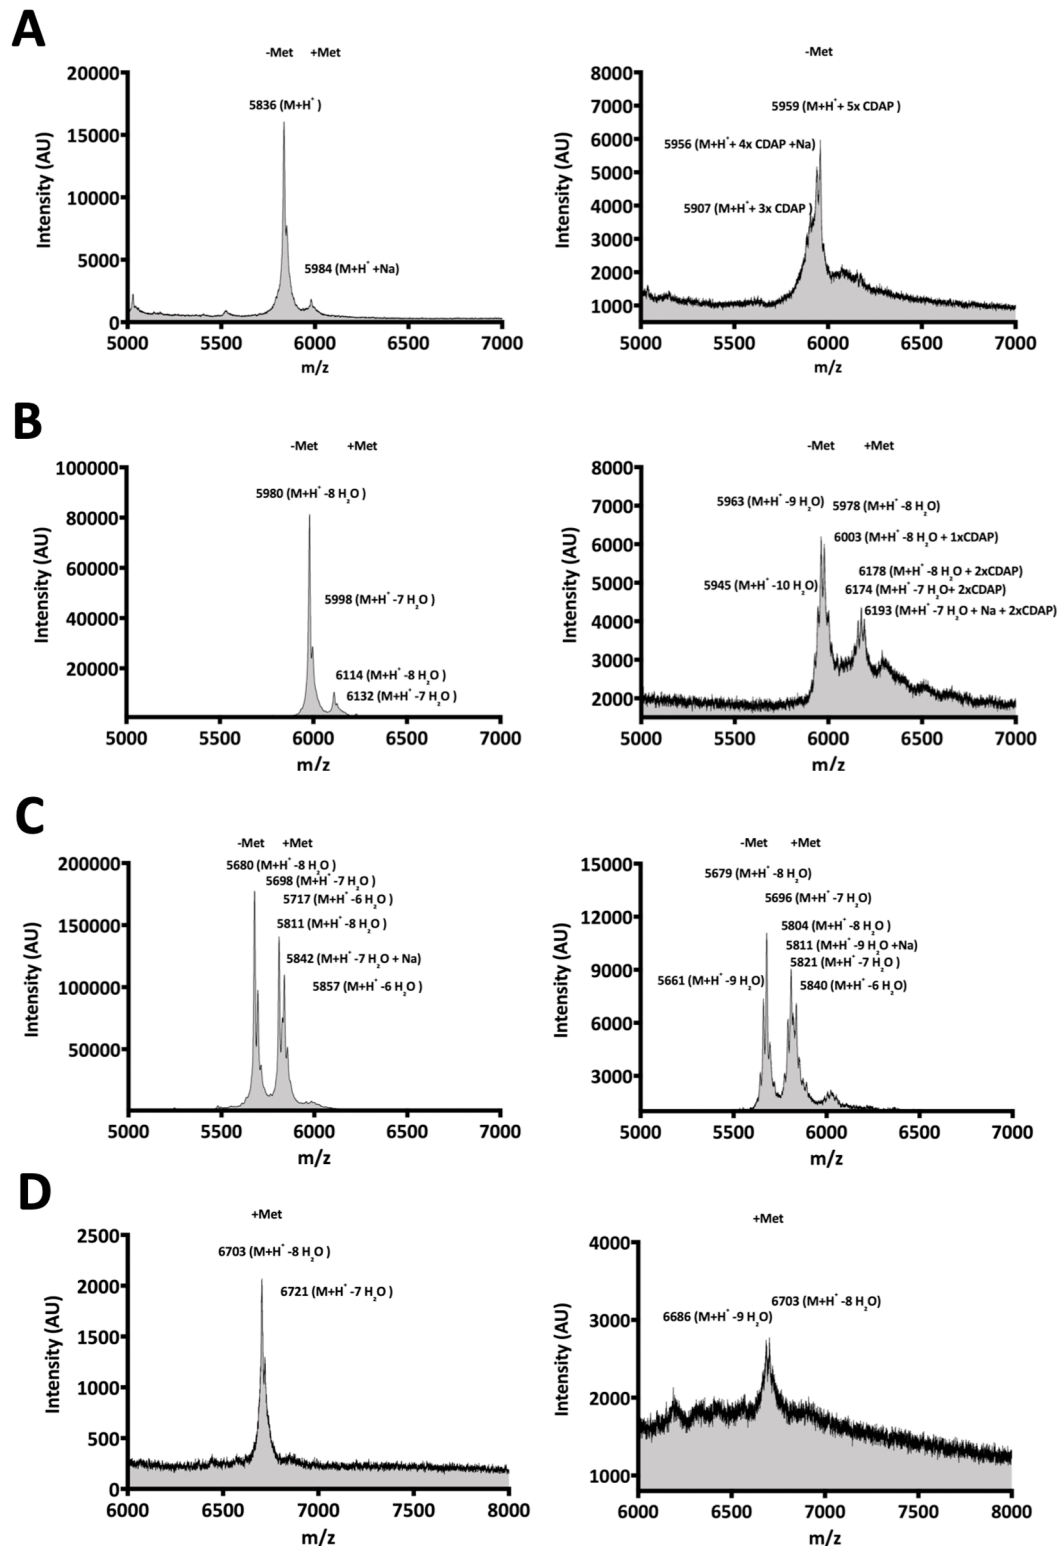 A
-Met +Met
20000
15000
10000
5000
0
Intensity (AU)
5836 (M+H⁺ )
5984 (M+H⁺ +Na)
5000 5500 6000 6500 7000
m/z
-Met
8000
7000
6000
5000
4000
3000
2000
1000
Intensity (AU)
5959 (M+H⁺+ 5x CDAP )
5956 (M+H⁺+ 4x CDAP +Na)
5907 (M+H⁺+ 3x CDAP )
5000 5500 6000 6500 7000
m/z
B
-Met +Met
100000
80000
60000
40000
20000
Intensity (AU)
5980 (M+H⁺ -8 H₂O )
5998 (M+H⁺ -7 H₂O )
6114 (M+H⁺ -8 H₂O )
6132 (M+H⁺ -7 H₂O )
5000 5500 6000 6500 7000
m/z
-Met +Met
8000
7000
6000
5000
4000
3000
2000
Intensity (AU)
5963 (M+H⁺ -9 H₂O) 5978 (M+H⁺ -8 H₂O)
6003 (M+H⁺ -8 H₂O + 1xCDAP)
6178 (M+H⁺ -8 H₂O + 2xCDAP)
5945 (M+H⁺ -10 H₂O) 6174 (M+H⁺ -7 H₂O+ 2xCDAP)
6193 (M+H⁺ -7 H₂O + Na + 2xCDAP)
5000 5500 6000 6500 7000
m/z
C
-Met +Met
200000
150000
100000
50000
Intensity (AU)
5680 (M+H⁺ -8 H₂O )
5698 (M+H⁺ -7 H₂O )
5717 (M+H⁺ -6 H₂O )
5811 (M+H⁺ -8 H₂O )
5842 (M+H⁺ -7 H₂O + Na)
5857 (M+H⁺ -6 H₂O )
5000 5500 6000 6500 7000
m/z
-Met +Met
15000
12000
9000
6000
3000
Intensity (AU)
5679 (M+H⁺ -8 H₂O)
5696 (M+H⁺ -7 H₂O)
5804 (M+H⁺ -8 H₂O )
5811 (M+H⁺ -9 H₂O +Na)
5821 (M+H⁺ -7 H₂O )
5661 (M+H⁺ -9 H₂O) 5840 (M+H⁺ -6 H₂O)
5000 5500 6000 6500 7000
m/z
D
+Met
2500
2000
1500
1000
500
0
Intensity (AU)
6703 (M+H⁺ -8 H₂O )
6721 (M+H⁺ -7 H₂O )
6000 6500 7000 7500 8000
m/z
+Met
4000
3000
2000
1000
Intensity (AU)
6703 (M+H⁺ -8 H₂O)
6686 (M+H⁺ -9 H₂O)
6000 6500 7000 7500 8000
m/z